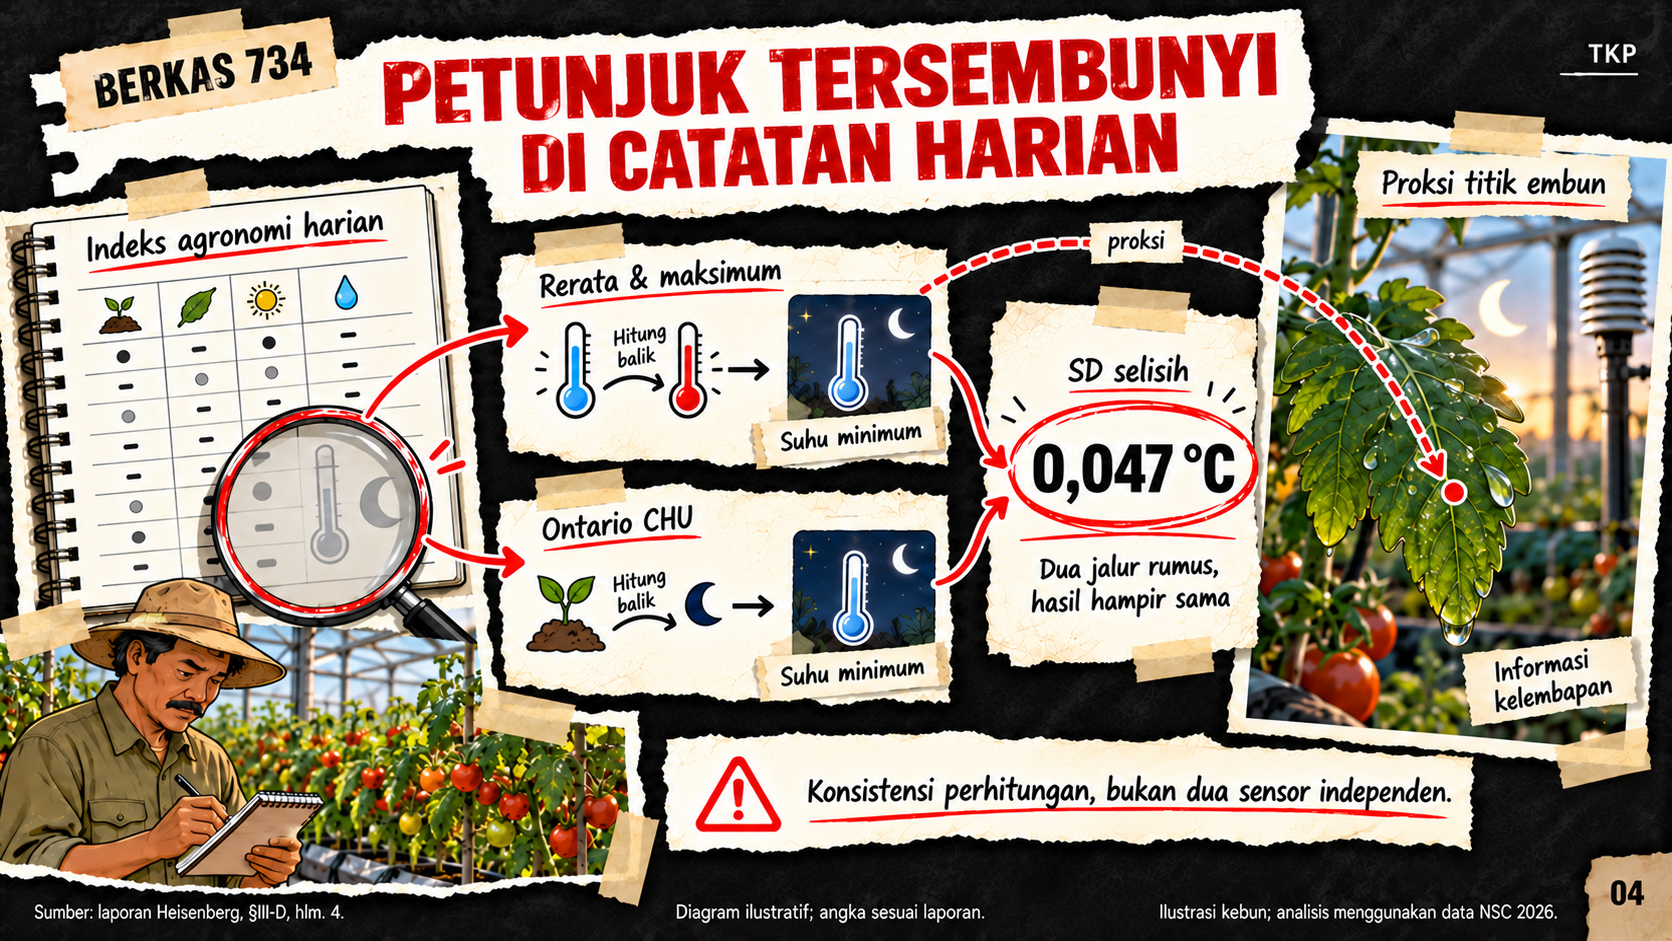 BERKAS 734
PETUNJUK TERSEMBUNYI
DI CATATAN HARIAN
TKP
Indeks agronomi harian
Rerata & maksimum
Hitung
balik
Suhu minimum
Ontario CHU
Hitung
balik
Suhu minimum
proksi
SD selisih
0,047 °C
Dua jalur rumus,
hasil hampir sama
Proksi titik embun
Informasi
kelembapan
Konsistensi perhitungan, bukan dua sensor independen.
Sumber: laporan Heisenberg, §III-D, hlm. 4.
Diagram ilustratif; angka sesuai laporan.
Ilustrasi kebun; analisis menggunakan data NSC 2026.
04